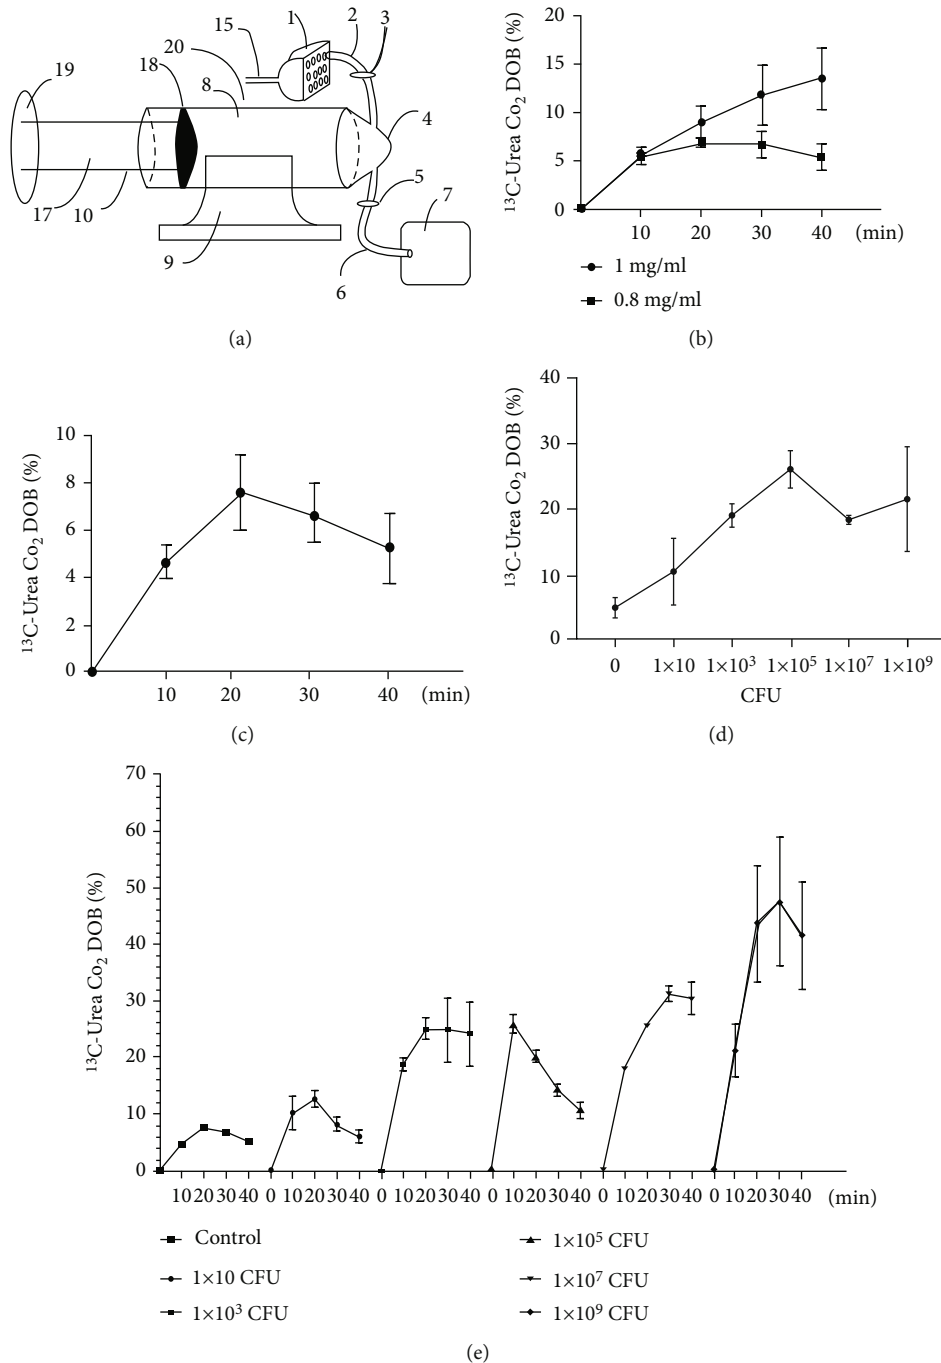 1
2
3
15
20
19
18
8
4
5
7
17
10
9
6
(a)
¹³C-Urea Co₂ DOB (%)
20
15
10
5
0
10 20 30 40 (min)
1 mg/ml
0.8 mg/ml
(b)
¹³C-Urea Co₂ DOB (%)
10
8
6
4
2
0
10 20 30 40 (min)
(c)
¹³C-Urea Co₂ DOB (%)
40
30
20
10
0
0 1×10 1×10³ 1×10⁵ 1×10⁷ 1×10⁹
CFU
(d)
¹³C-Urea Co₂ DOB (%)
70
60
50
40
30
20
10
0
10 20 30 40 0 10 20 30 40 0 10 20 30 40 0 10 20 30 40 0 10 20 30 40 0 10 20 30 40 (min)
Control
1×10 CFU
1×10³ CFU
1×10⁵ CFU
1×10⁷ CFU
1×10⁹ CFU
(e)